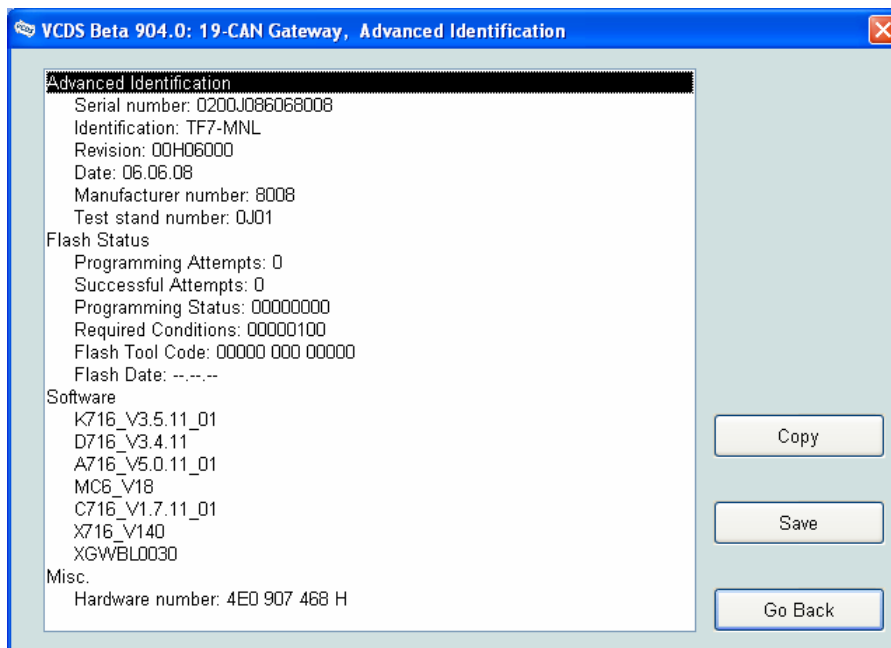 VCDS Beta 904.0: 19-CAN Gateway,  Advanced Identification
Advanced Identification
Serial number: 0200J086068008
Identification: TF7-MNL
Revision: 00H06000
Date: 06.06.08
Manufacturer number: 8008
Test stand number: 0J01
Flash Status
Programming Attempts: 0
Successful Attempts: 0
Programming Status: 00000000
Required Conditions: 00000100
Flash Tool Code: 00000 000 00000
Flash Date: --.--.--
Software
K716_V3.5.11_01
D716_V3.4.11
A716_V5.0.11_01
MC6_V18
C716_V1.7.11_01
X716_V140
XGWBL0030
Misc.
Hardware number: 4E0 907 468 H
Copy
Save
Go Back